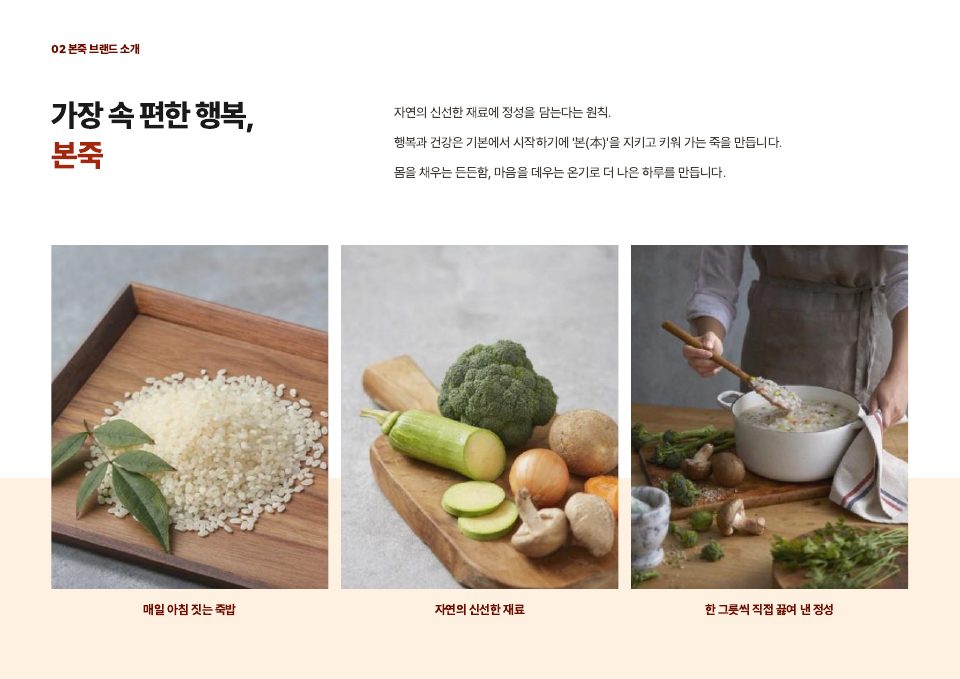 02 본죽 브랜드 소개
가장 속 편한 행복,
본죽
자연의 신선한 재료에 정성을 담는다는 원칙.
행복과 건강은 기본에서 시작하기에 '본(本)'을 지키고 키워 가는 죽을 만듭니다.
몸을 채우는 든든함, 마음을 데우는 온기로 더 나은 하루를 만듭니다.
매일 아침 짓는 죽밥
자연의 신선한 재료
한 그릇씩 직접 끓여 낸 정성